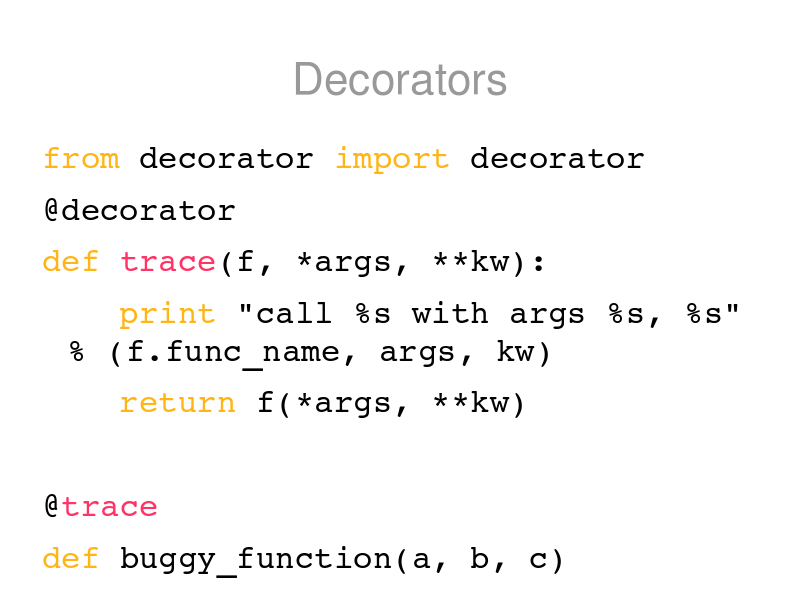 Decorators
from decorator import decorator
@decorator
def trace(f, *args, **kw):
    print "call %s with args %s, %s"
 % (f.func_name, args, kw)
    return f(*args, **kw)
@trace
def buggy_function(a, b, c)